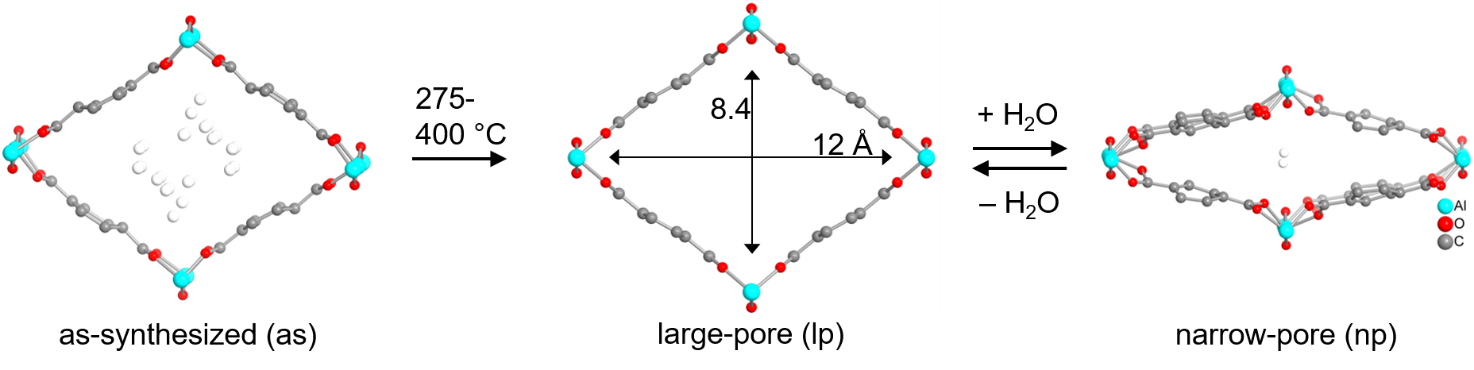 275-
400 °C
8.4
12 Å
+ H₂O
– H₂O
Al
O
C
as-synthesized (as)
large-pore (lp)
narrow-pore (np)